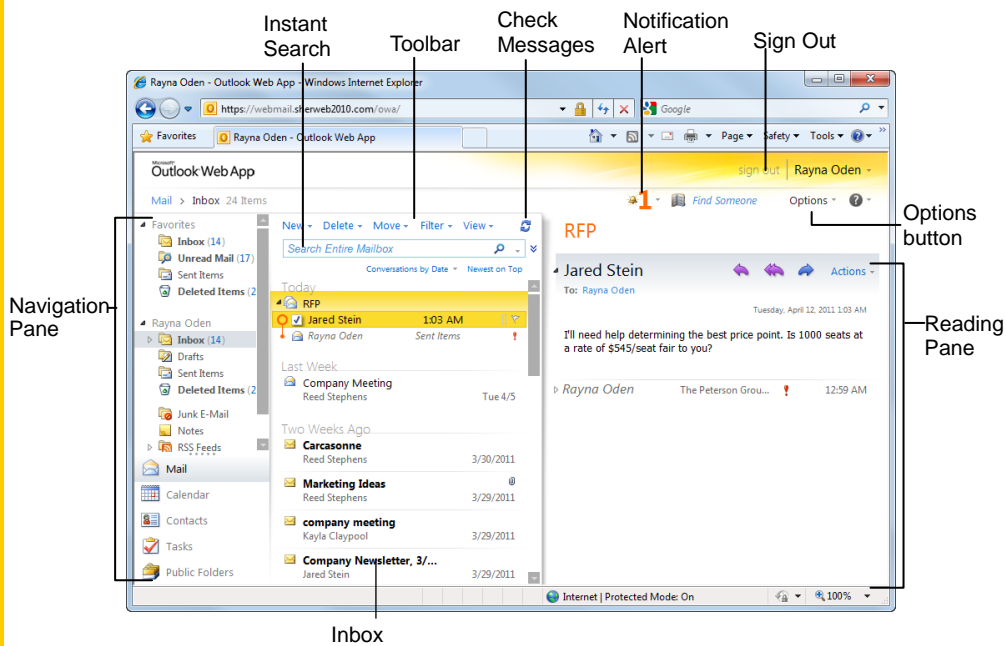 Instant Search
Toolbar
Check Messages
Notification Alert
Sign Out
Rayna Oden - Outlook Web App - Windows Internet Explorer
https://webmail.sherweb2010.com/owa/
Google
Favorites
Rayna Oden - Outlook Web App
Page
Safety
Tools
Microsoft
Outlook Web App
sign out
Rayna Oden
Mail > Inbox 24 Items
1
Find Someone
Options
Options button
Navigation Pane
Favorites
Inbox (14)
Unread Mail (17)
Sent Items
Deleted Items (2
Rayna Oden
Inbox (14)
Drafts
Sent Items
Deleted Items (2
Junk E-Mail
Notes
RSS Feeds
Mail
Calendar
Contacts
Tasks
Public Folders
New
Delete
Move
Filter
View
Search Entire Mailbox
Conversations by Date
Newest on Top
Today
RFP
Jared Stein 1:03 AM
Rayna Oden Sent Items
Last Week
Company Meeting
Reed Stephens Tue 4/5
Two Weeks Ago
Carcasonne
Reed Stephens 3/30/2011
Marketing Ideas
Reed Stephens 3/29/2011
company meeting
Kayla Claypool 3/29/2011
Company Newsletter, 3/...
Jared Stein 3/29/2011
RFP
Jared Stein
Actions
To: Rayna Oden
Tuesday, April 12, 2011 1:03 AM
I'll need help determining the best price point. Is 1000 seats at
a rate of $545/seat fair to you?
Rayna Oden The Peterson Grou... 12:59 AM
Reading Pane
Internet | Protected Mode: On
100%
Inbox